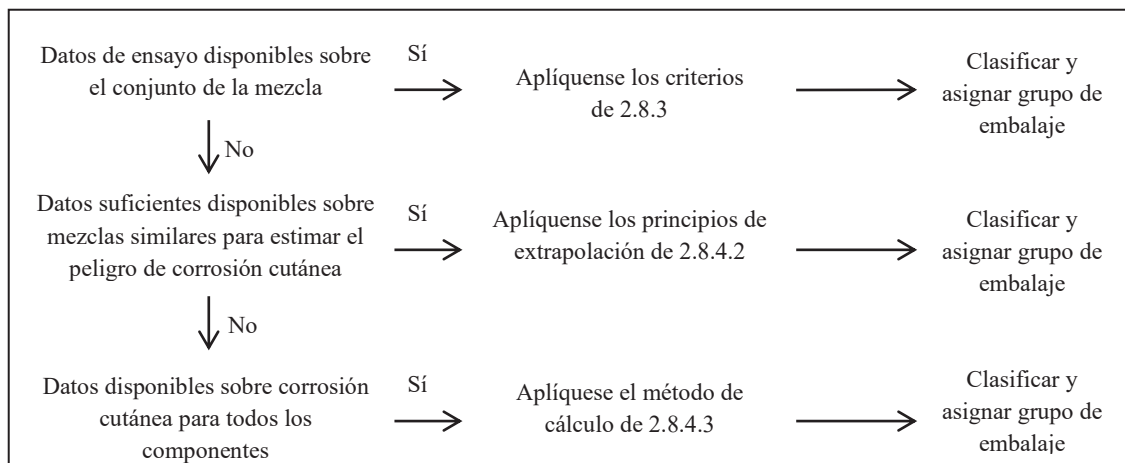 Datos de ensayo disponibles sobre
el conjunto de la mezcla
Sí
Aplíquense los criterios
de 2.8.3
Clasificar y
asignar grupo de
embalaje
No
Datos suficientes disponibles sobre
mezclas similares para estimar el
peligro de corrosión cutánea
Sí
Aplíquense los principios de
extrapolación de 2.8.4.2
Clasificar y
asignar grupo de
embalaje
No
Datos disponibles sobre corrosión
cutánea para todos los
componentes
Sí
Aplíquese el método de
cálculo de 2.8.4.3
Clasificar y
asignar grupo de
embalaje